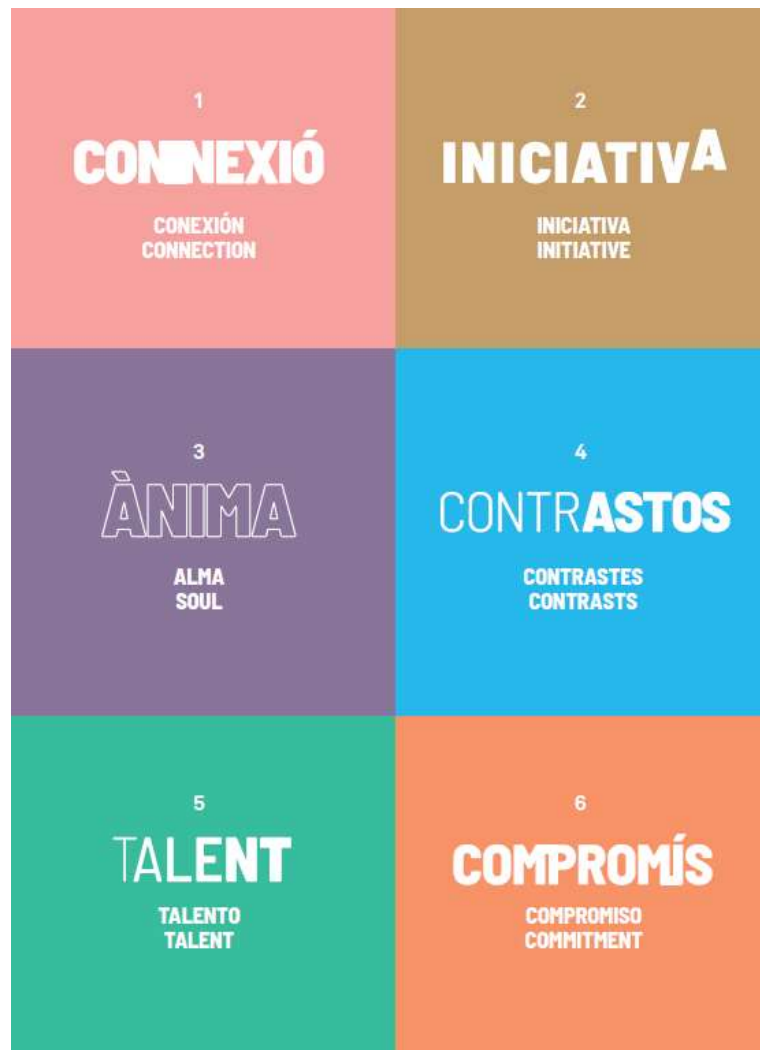 1
CONNEXIÓ
CONEXIÓN
CONNECTION
2
INICIATIVA
INICIATIVA
INITIATIVE
3
ÀNIMA
ALMA
SOUL
4
CONTRASTOS
CONTRASTES
CONTRASTS
5
TALENT
TALENTO
TALENT
6
COMPROMÍS
COMPROMISO
COMMITMENT